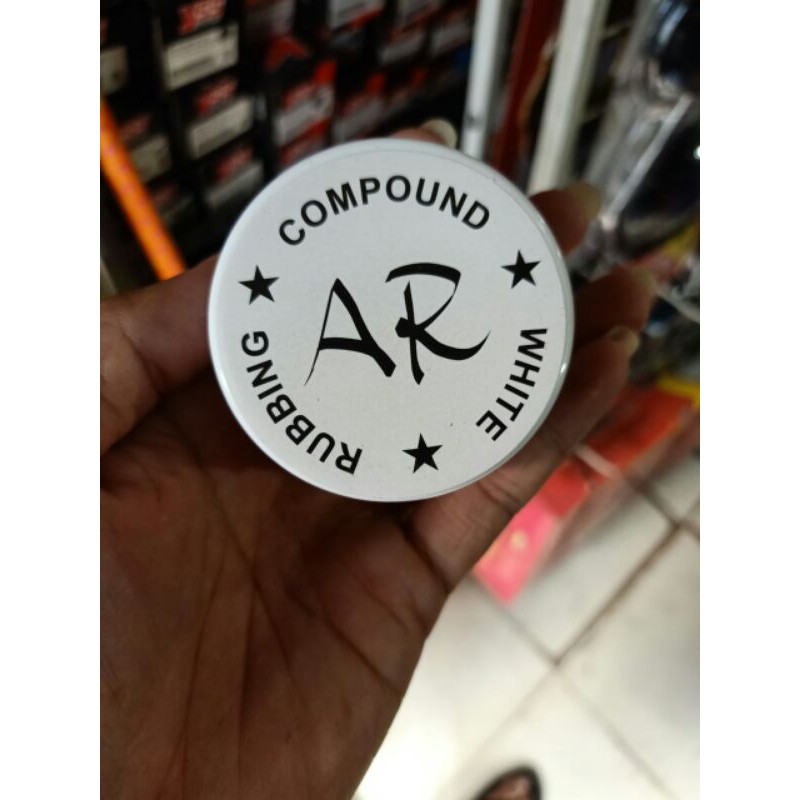 RUBBING ★ COMPOUND ★ WHITE ★
AR